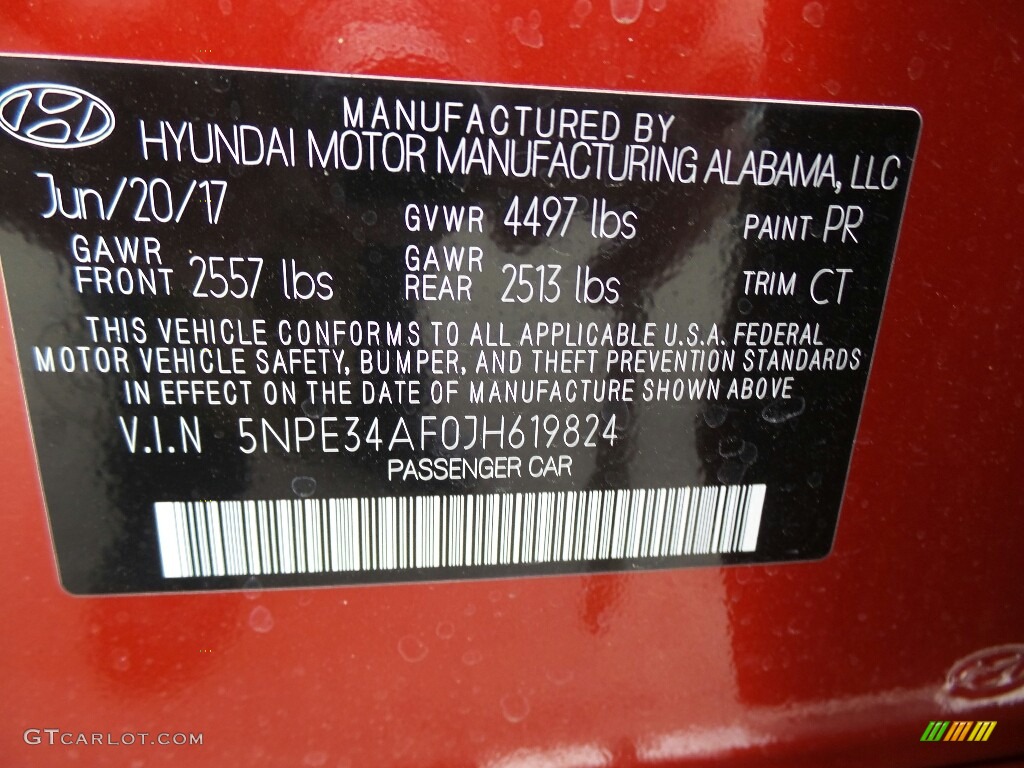 MANUFACTURED BY
HYUNDAI MOTOR MANUFACTURING ALABAMA, LLC
Jun/20/17 GVWR 4497 lbs PAINT PR
GAWR FRONT 2557 lbs GAWR REAR 2513 lbs TRIM CT
THIS VEHICLE CONFORMS TO ALL APPLICABLE U.S.A. FEDERAL
MOTOR VEHICLE SAFETY, BUMPER, AND THEFT PREVENTION STANDARDS
IN EFFECT ON THE DATE OF MANUFACTURE SHOWN ABOVE
V.I.N 5NPE34AF0JH619824
PASSENGER CAR
GTCARLOT.COM